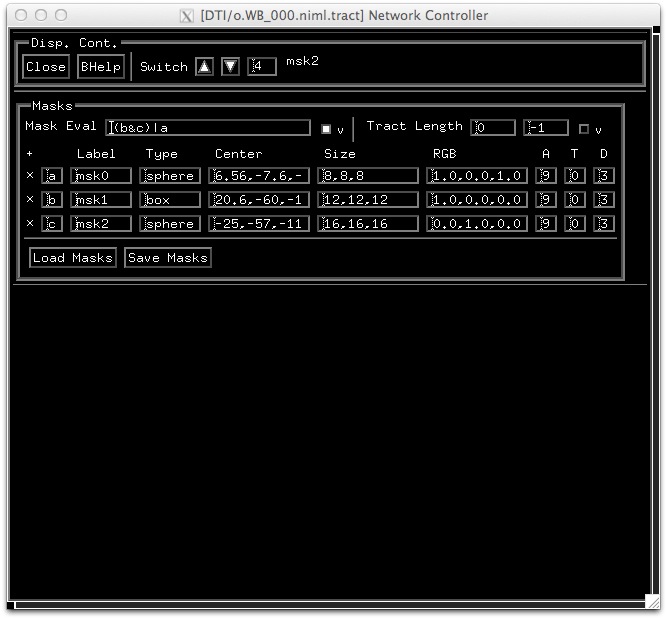 [DTI/o.WB_000.niml.tract] Network Controller
Disp. Cont.
Close BHelp Switch 4 msk2
Masks
Mask Eval (b&c)|a v Tract Length 0 -1 v
+ Label Type Center Size RGB A T D
x a msk0 sphere 6.56,-7.6,- 8,8,8 1.0,0.0,1.0 9 0 3
x b msk1 box 20.6,-60,-1 12,12,12 1.0,0.0,0.0 9 0 3
x c msk2 sphere -25,-57,-11 16,16,16 0.0,1.0,0.0 9 0 3
Load Masks Save Masks